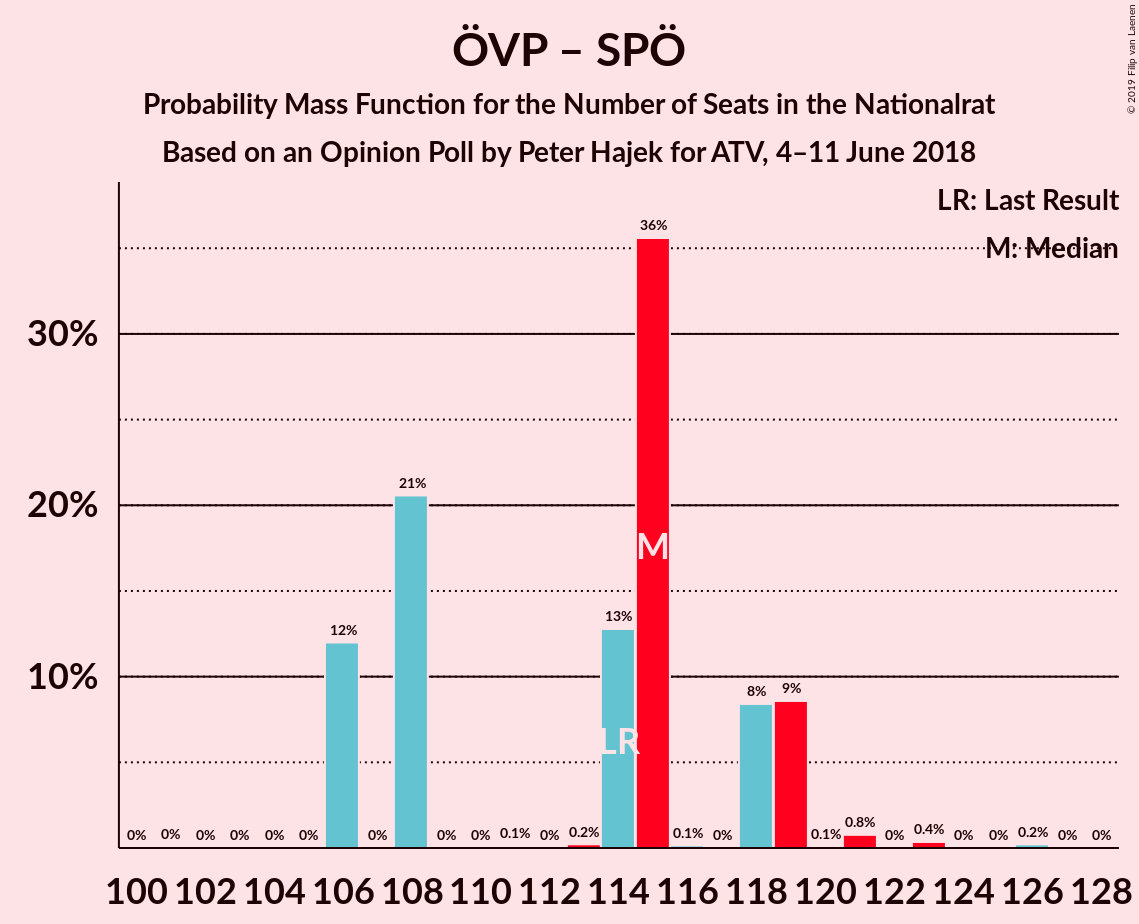 © 2019 Filip van Laenen
ÖVP – SPÖ
Probability Mass Function for the Number of Seats in the Nationalrat
Based on an Opinion Poll by Peter Hajek for ATV, 4–11 June 2018
LR: Last Result
M: Median
36%
30%
21%
20%
M
13%
12%
10%
8% 9%
LR
0% 0% 0% 0% 0% 0% 0% 0% 0% 0.1% 0% 0.2% 0.1% 0% 0.1% 0.8% 0% 0.4% 0% 0% 0.2% 0% 0%
100 102 104 106 108 110 112 114 116 118 120 122 124 126 128